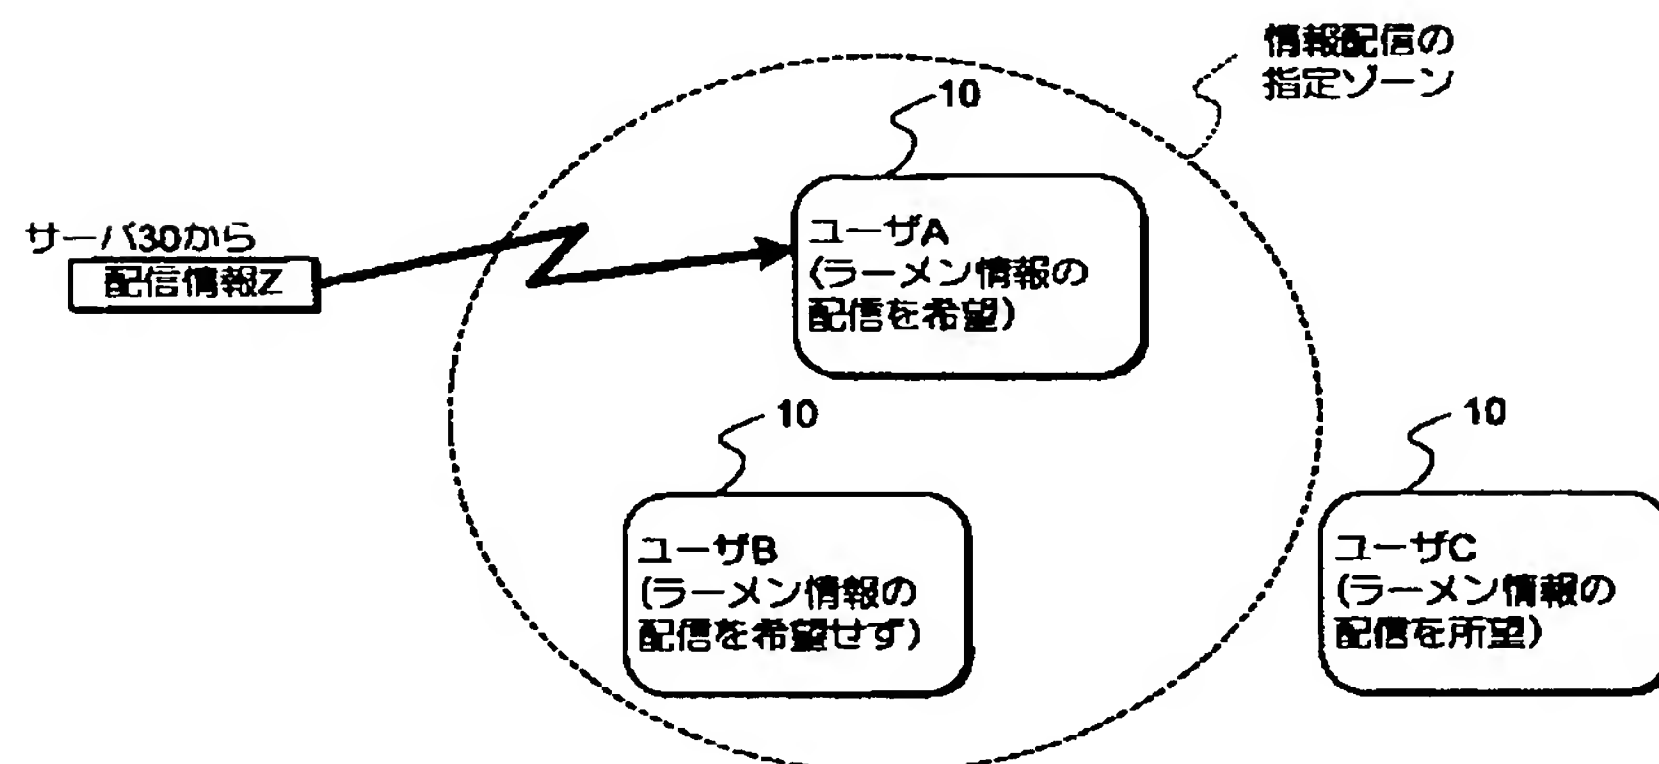 情報配信の
指定ゾーン
10
サーバ30から
配信情報Z
ユーザA
(ラーメン情報の
配信を希望)
10
ユーザB
(ラーメン情報の
配信を希望せず)
10
ユーザC
(ラーメン情報の
配信を所望)